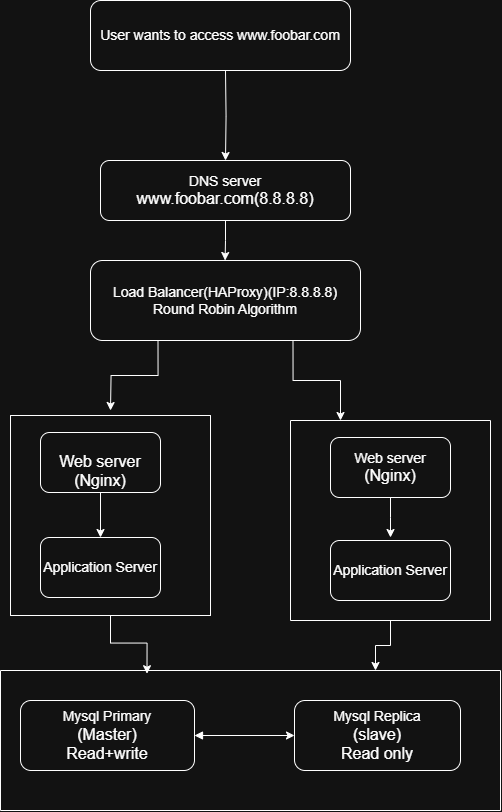 User wants to access www.foobar.com
DNS server
www.foobar.com(8.8.8.8)
Load Balancer(HAProxy)(IP:8.8.8.8)
Round Robin Algorithm
Web server
(Nginx)
Application Server
Web server
(Nginx)
Application Server
Mysql Primary
(Master)
Read+write
Mysql Replica
(slave)
Read only